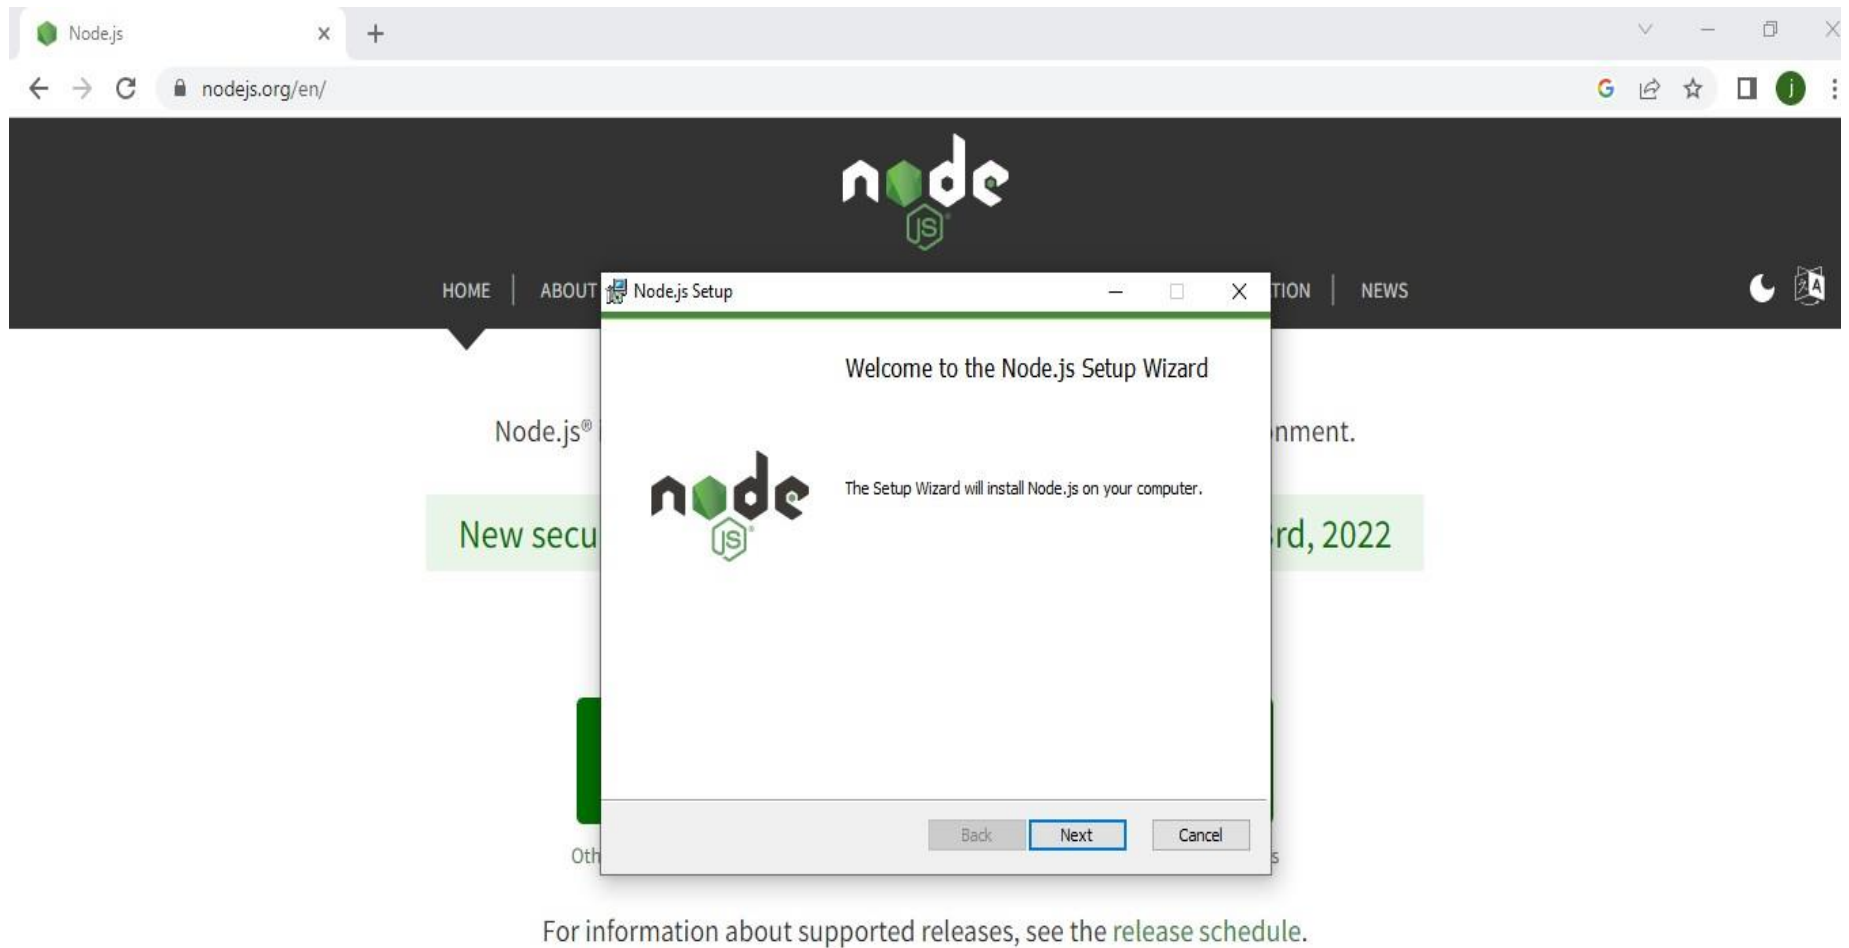 Node.js
nodejs.org/en/
G
j
node
JS
HOME
ABOUT
Node.js Setup
TION
NEWS
Welcome to the Node.js Setup Wizard
Node.js®
nment.
node
JS
The Setup Wizard will install Node.js on your computer.
New secu
rd, 2022
Back
Next
Cancel
Oth
s
For information about supported releases, see the release schedule.